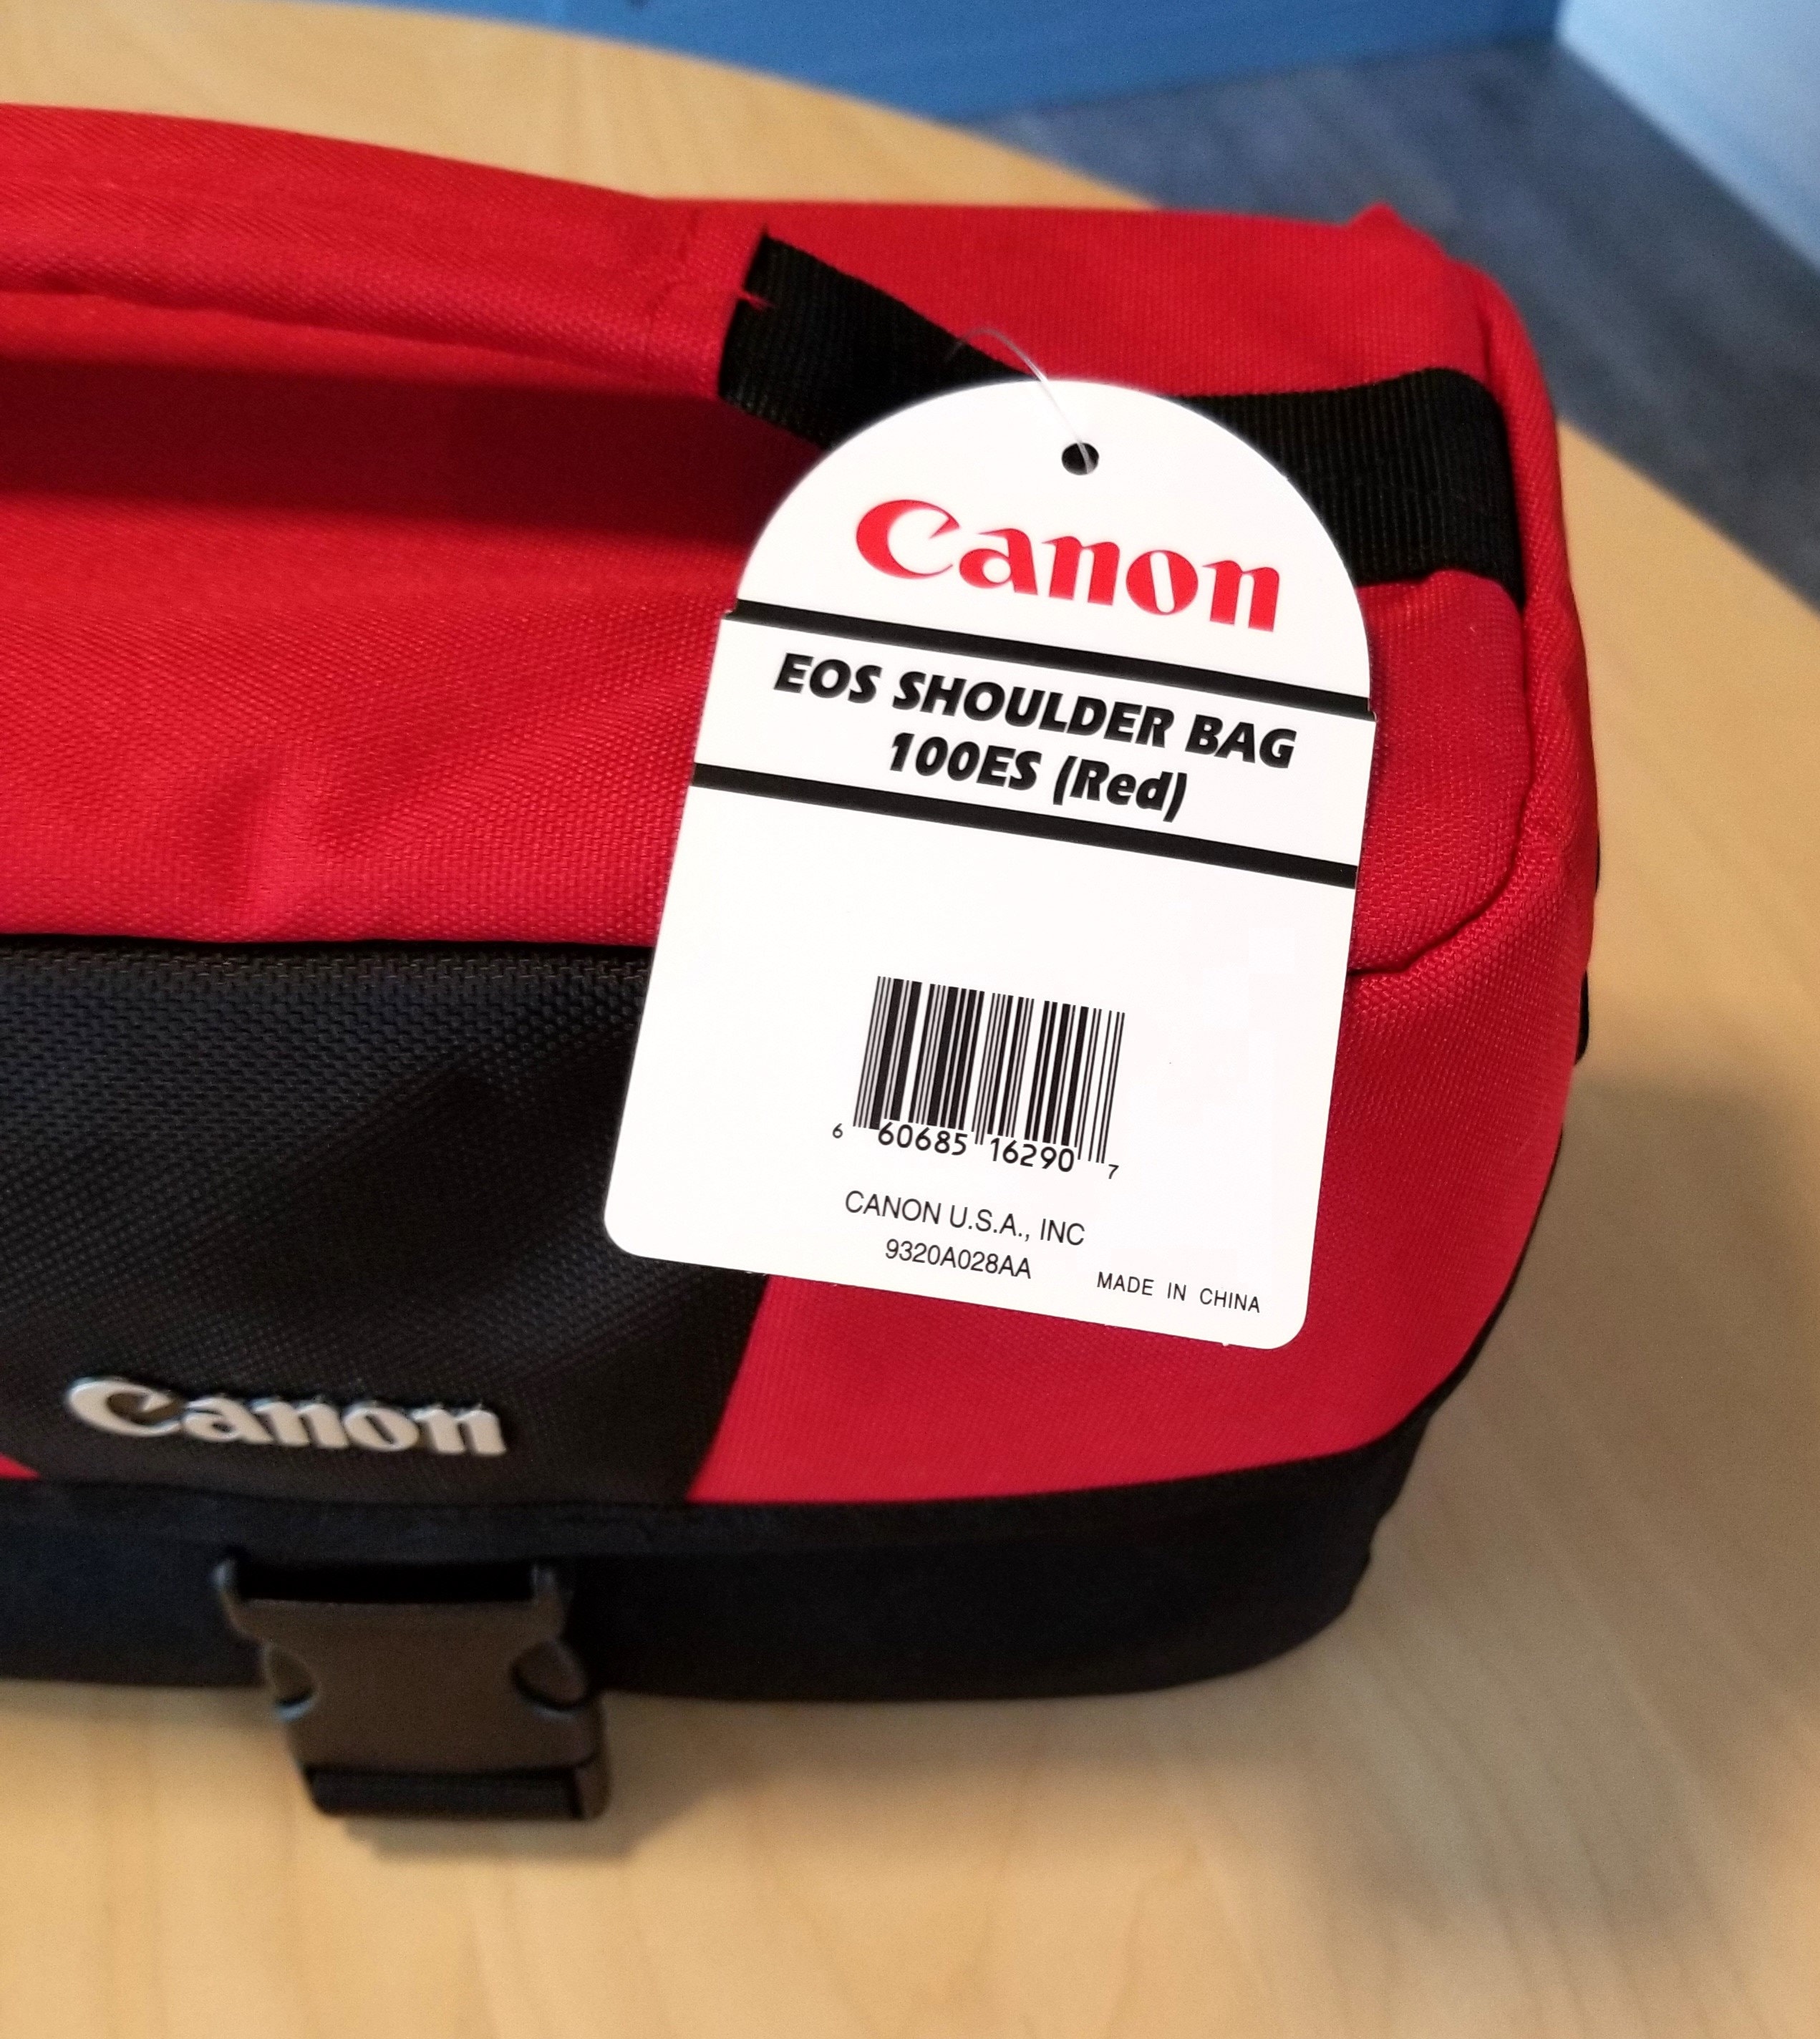 Canon
EOS SHOULDER BAG
100ES (Red)
6 60685 16290 7
CANON U.S.A., INC
9320A028AA
MADE IN CHINA
Canon